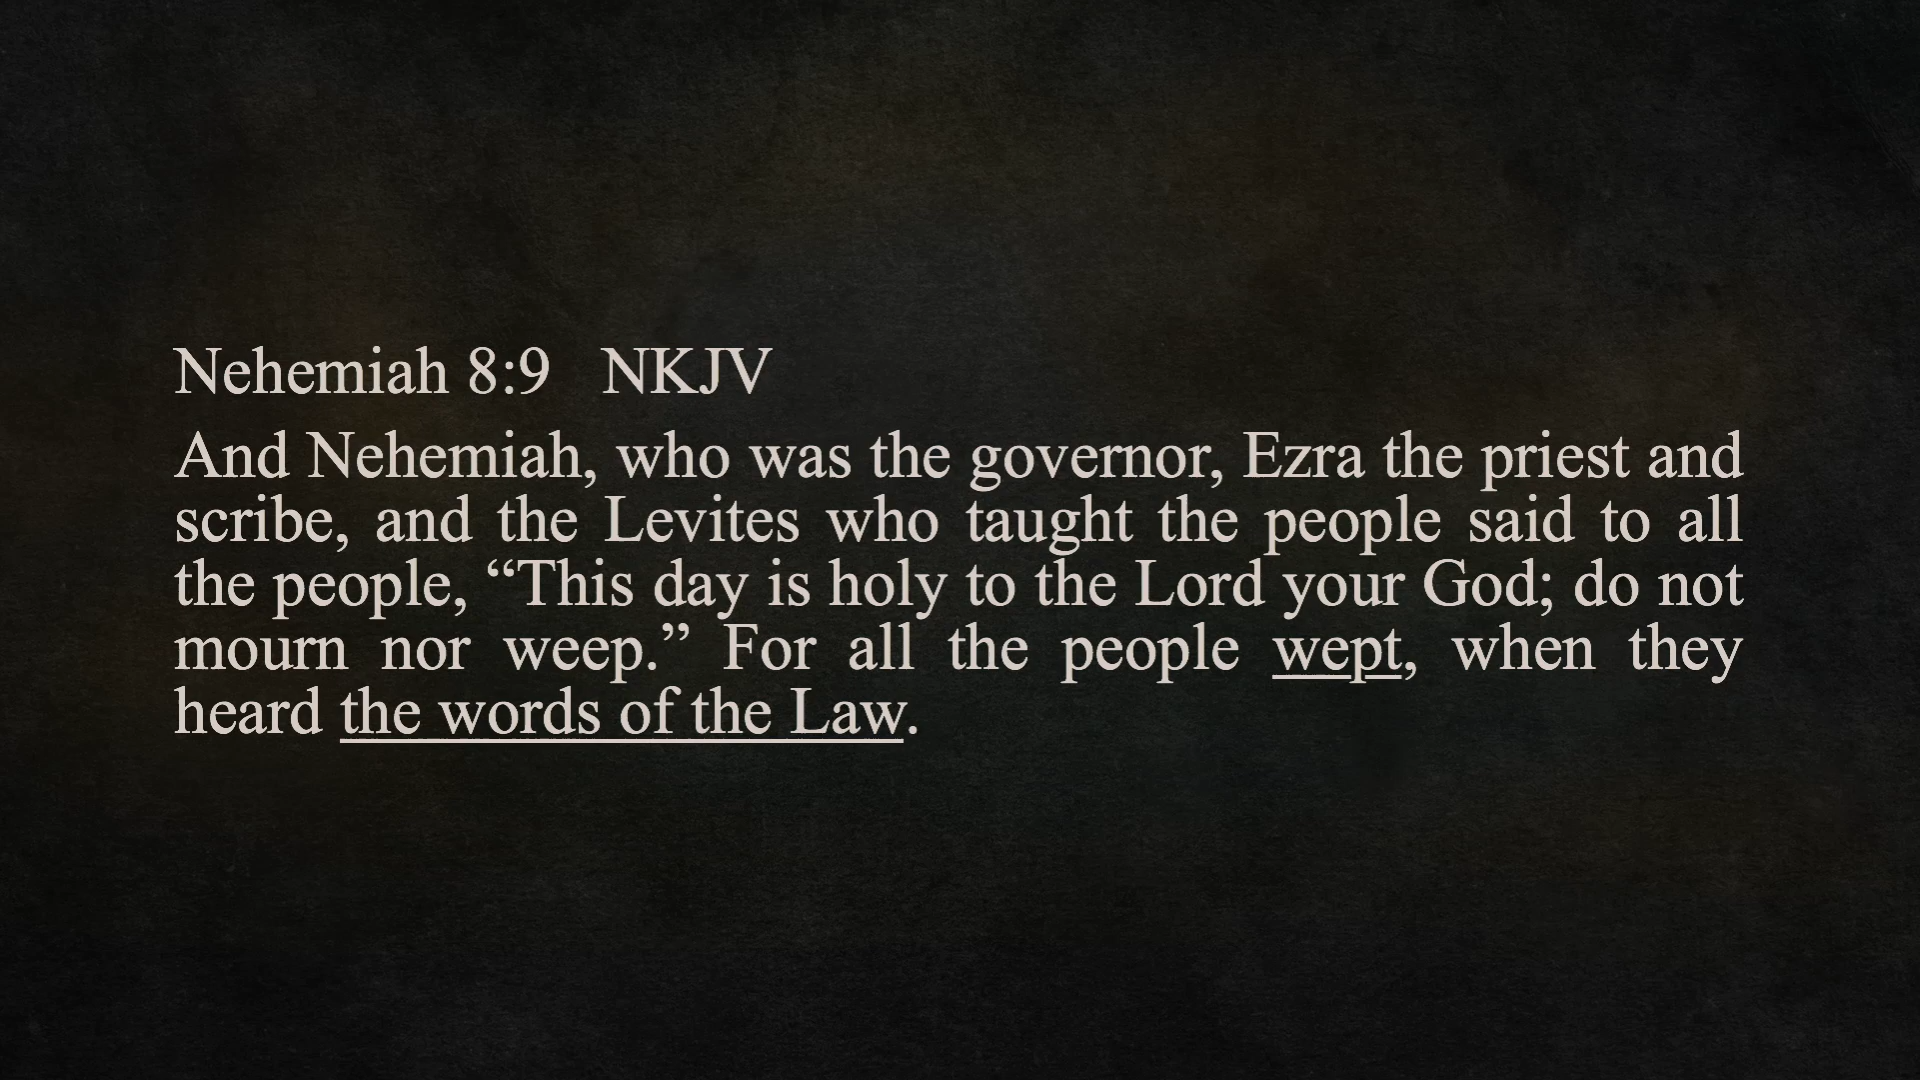 Nehemiah 8:9 NKJV
And Nehemiah, who was the governor, Ezra the priest and
scribe, and the Levites who taught the people said to all
the people, “This day is holy to the Lord your God; do not
mourn nor weep.” For all the people wept, when they
heard the words of the Law.